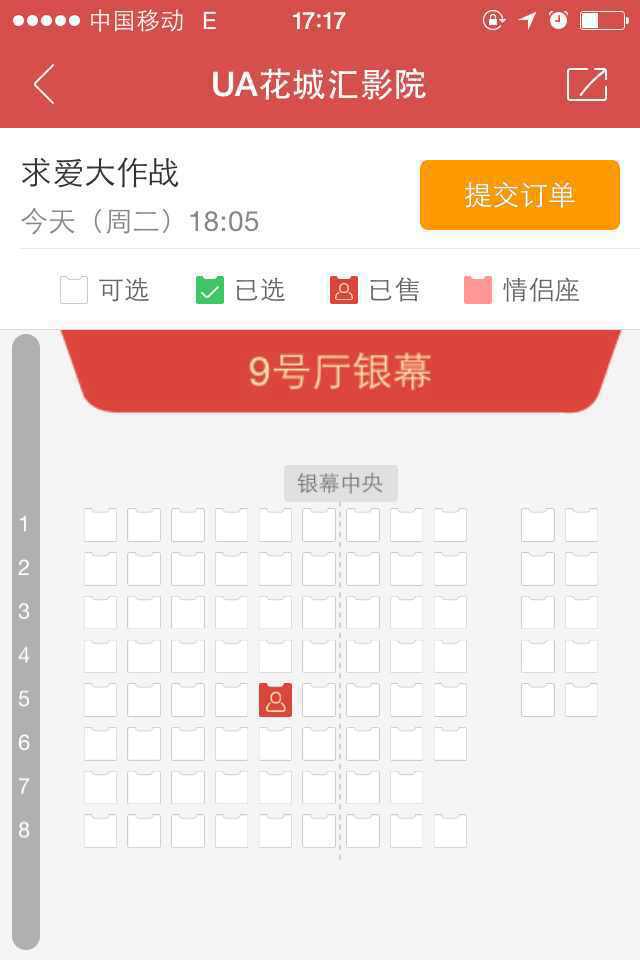 中国移动 E 17:17
UA花城汇影院
求爱大作战
提交订单
今天（周二）18:05
可选 已选 已售 情侣座
9号厅银幕
银幕中央
1
2
3
4
5
6
7
8